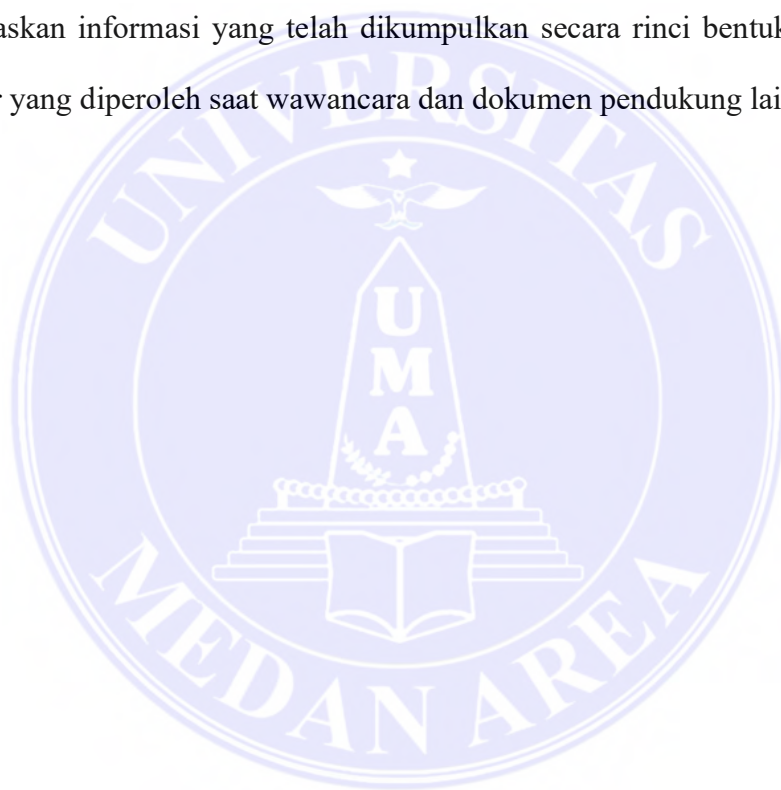 askan informasi yang telah dikumpulkan secara rinci bentuk
yang diperoleh saat wawancara dan dokumen pendukung lai
UNIVERSITAS
U
M
A
MEDAN AREA